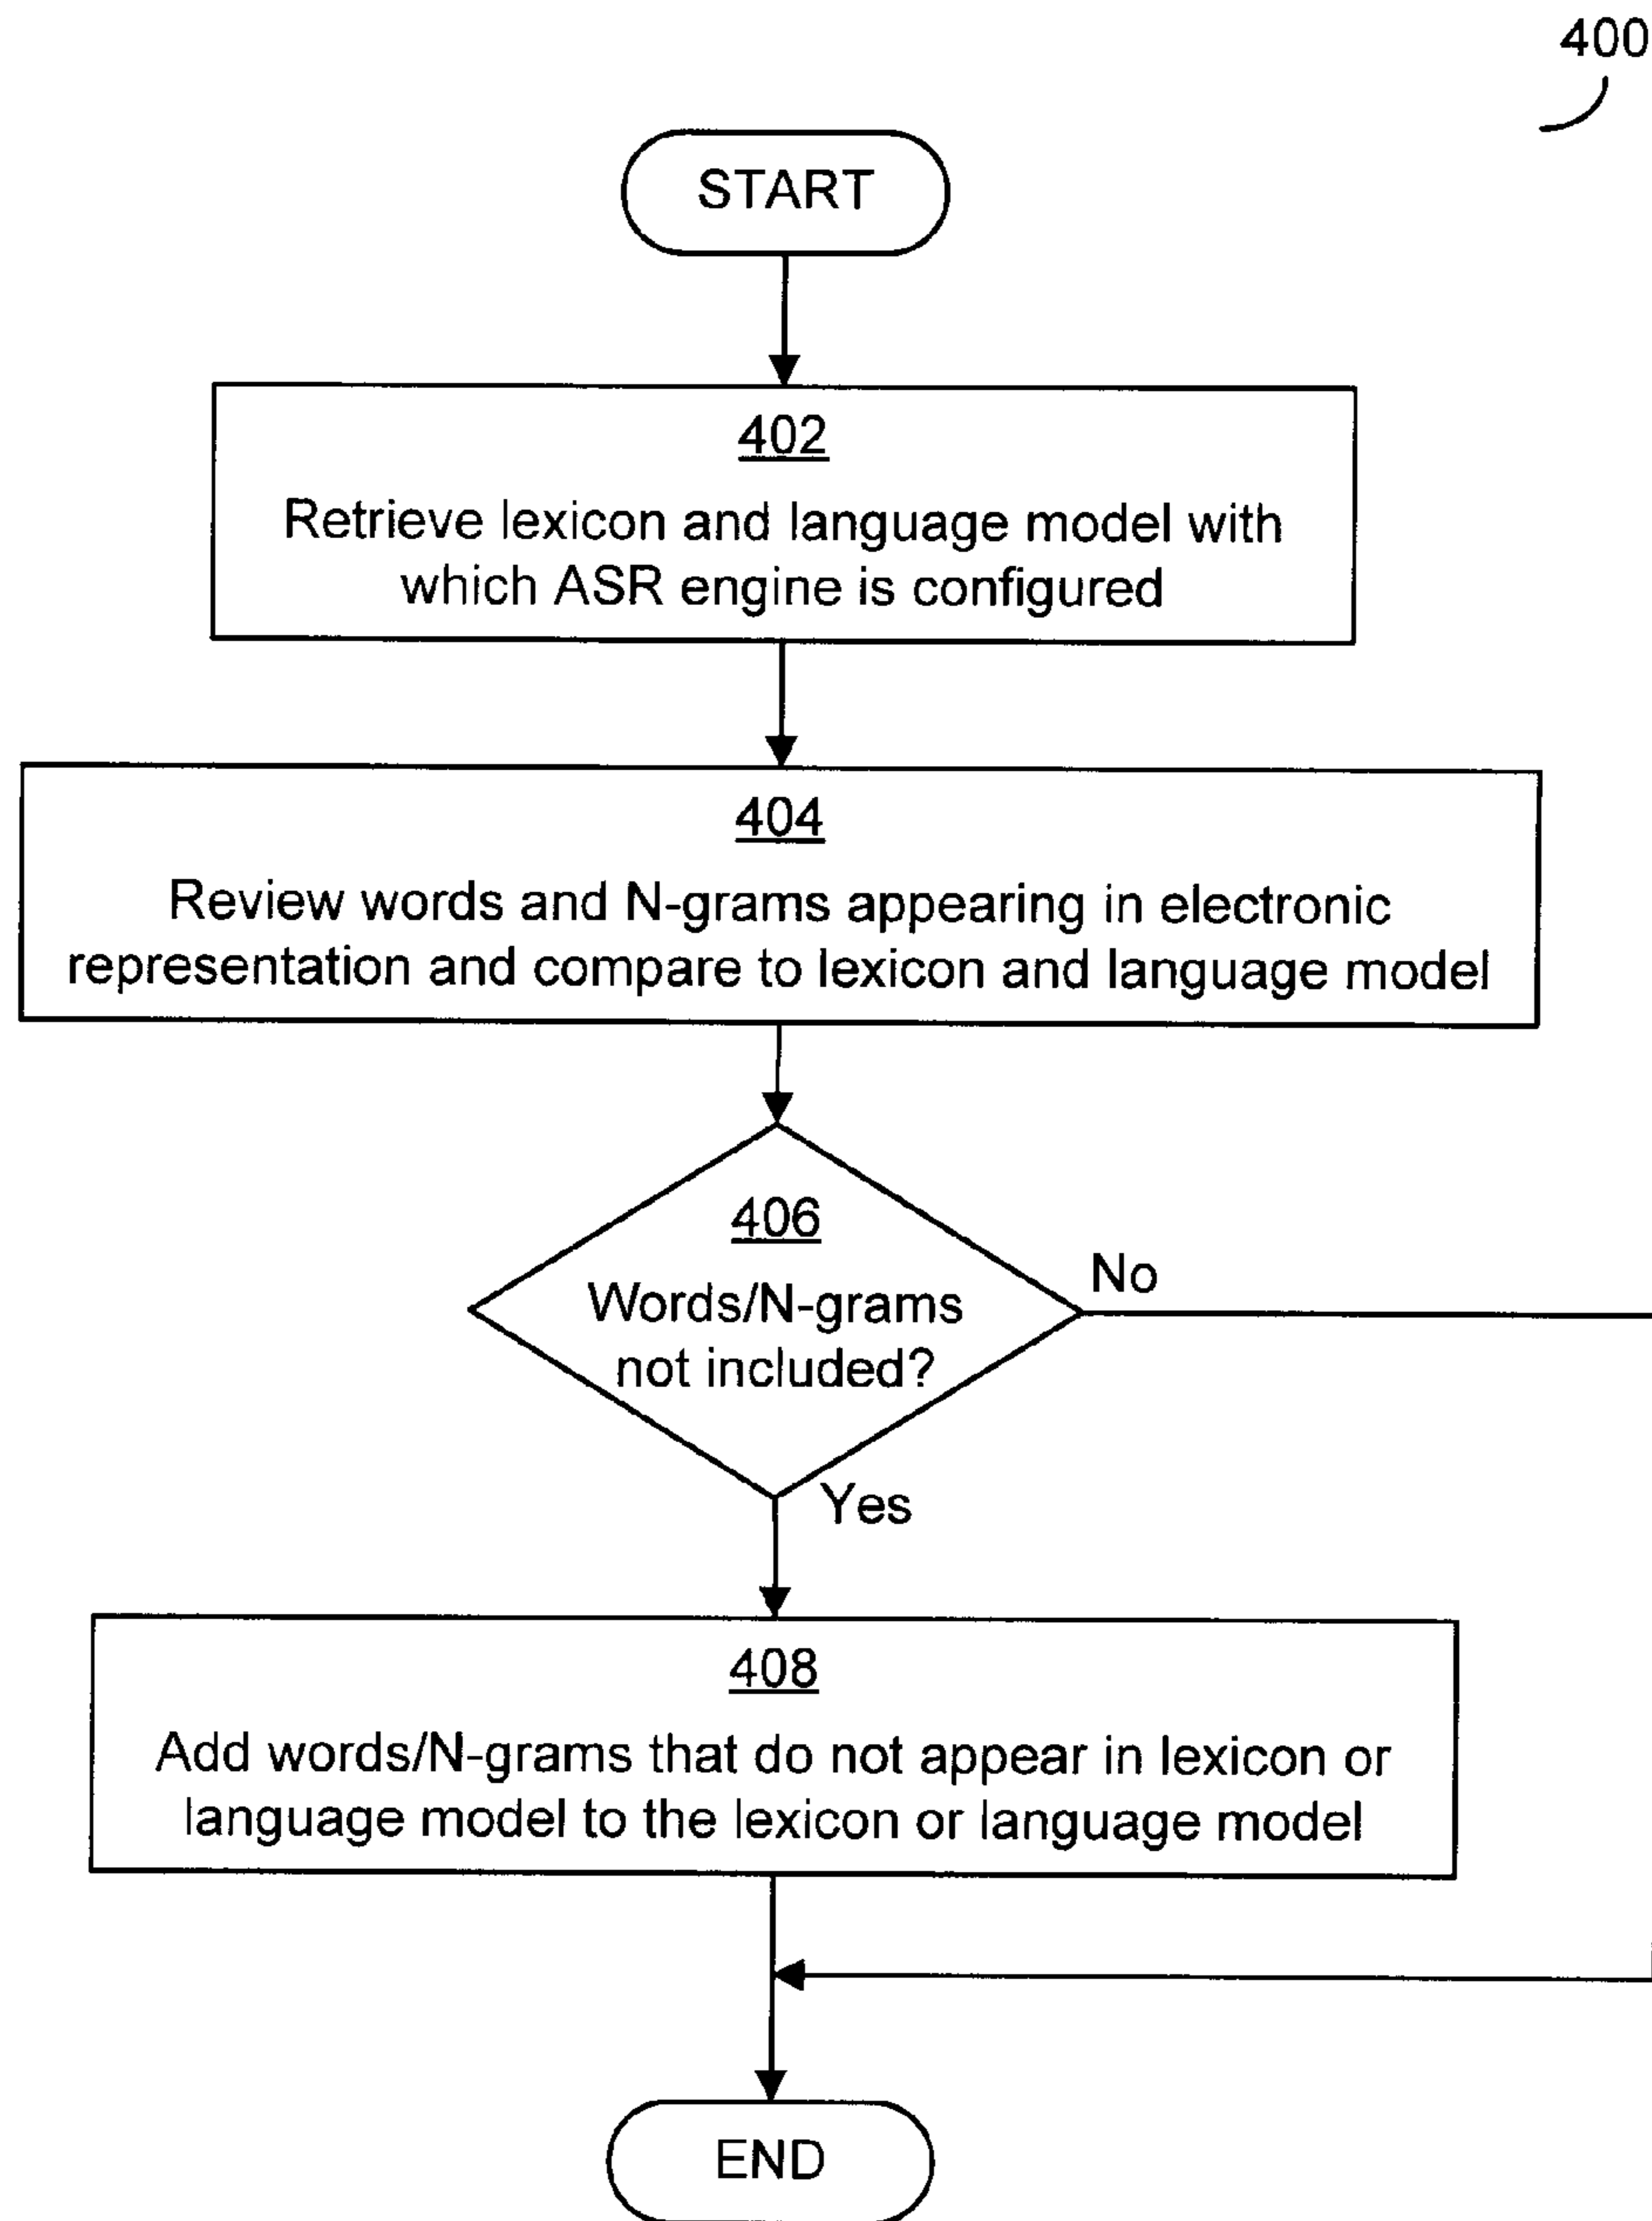 400
START
402
Retrieve lexicon and language model with
which ASR engine is configured
404
Review words and N-grams appearing in electronic
representation and compare to lexicon and language model
406
Words/N-grams
not included?
No
Yes
408
Add words/N-grams that do not appear in lexicon or
language model to the lexicon or language model
END